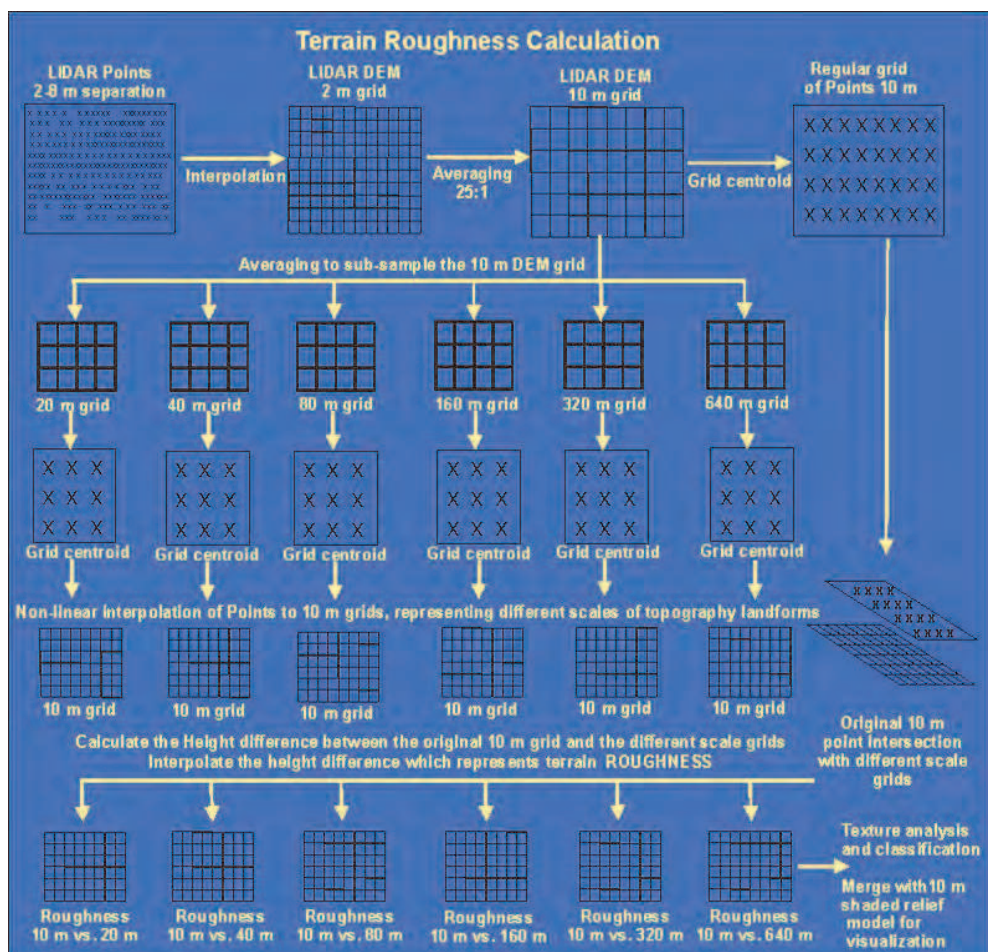 Terrain Roughness Calculation
LIDAR Points
2-8 m separation
LIDAR DEM
2 m grid
LIDAR DEM
10 m grid
Regular grid
of Points 10 m
Interpolation
Averaging
25:1
Grid centroid
Averaging to sub-sample the 10 m DEM grid
20 m grid
40 m grid
80 m grid
160 m grid
320 m grid
640 m grid
Grid centroid
Grid centroid
Grid centroid
Grid centroid
Grid centroid
Grid centroid
Non-linear interpolation of Points to 10 m grids, representing different scales of topography landforms
10 m grid
10 m grid
10 m grid
10 m grid
10 m grid
10 m grid
Original 10 m
point intersection
with different scale
grids
Calculate the Height difference between the original 10 m grid and the different scale grids
Interpolate the height difference which represents terrain ROUGHNESS
Roughness
10 m vs. 20 m
Roughness
10 m vs. 40 m
Roughness
10 m vs. 80 m
Roughness
10 m vs. 160 m
Roughness
10 m vs. 320 m
Roughness
10 m vs. 640 m
Texture analysis
and classification
Merge with 10 m
shaded relief
model for
visualization